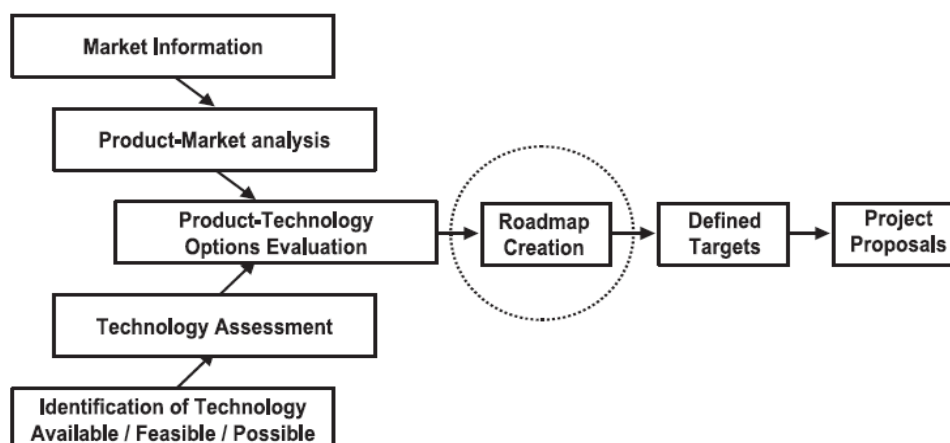 Market Information
Product-Market analysis
Product-Technology
Options Evaluation
Roadmap
Creation
Defined
Targets
Project
Proposals
Technology Assessment
Identification of Technology
Available / Feasible / Possible